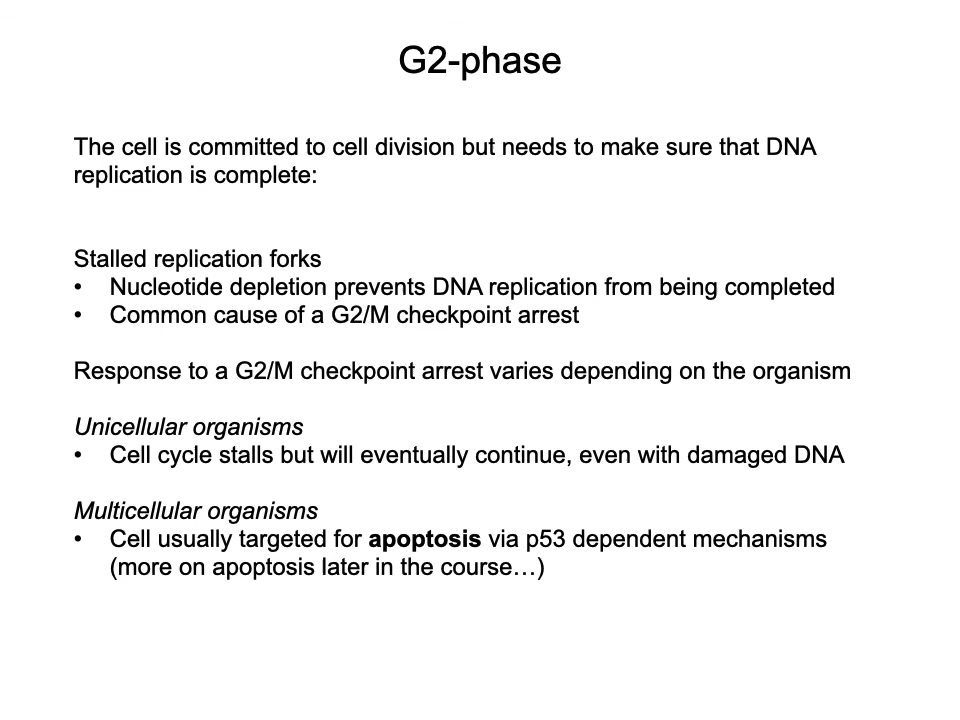 G2-phase
The cell is committed to cell division but needs to make sure that DNA
replication is complete:
Stalled replication forks
• Nucleotide depletion prevents DNA replication from being completed
• Common cause of a G2/M checkpoint arrest
Response to a G2/M checkpoint arrest varies depending on the organism
Unicellular organisms
• Cell cycle stalls but will eventually continue, even with damaged DNA
Multicellular organisms
• Cell usually targeted for apoptosis via p53 dependent mechanisms
(more on apoptosis later in the course…)